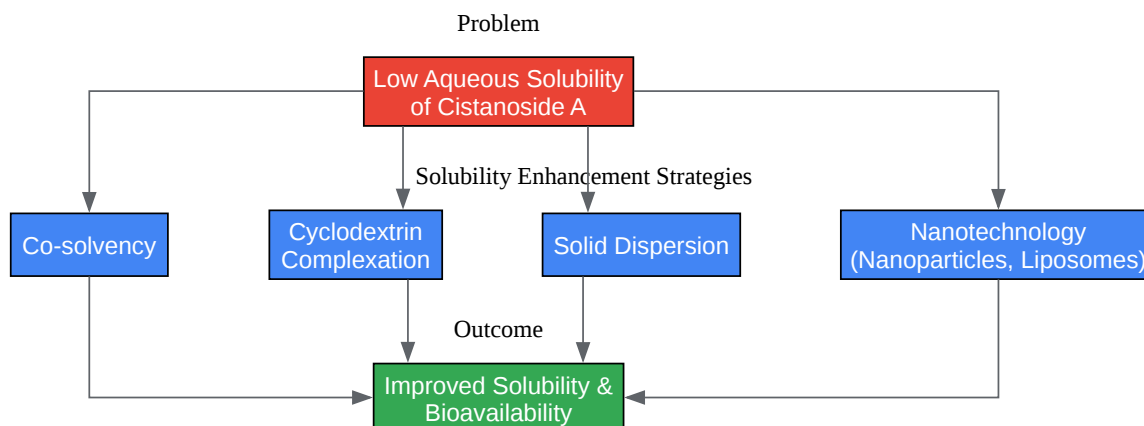 Problem
Low Aqueous Solubility
of Cistanoside A
Solubility Enhancement Strategies
Co-solvency
Cyclodextrin
Complexation
Solid Dispersion
Nanotechnology
(Nanoparticles, Liposomes)
Outcome
Improved Solubility &
Bioavailability